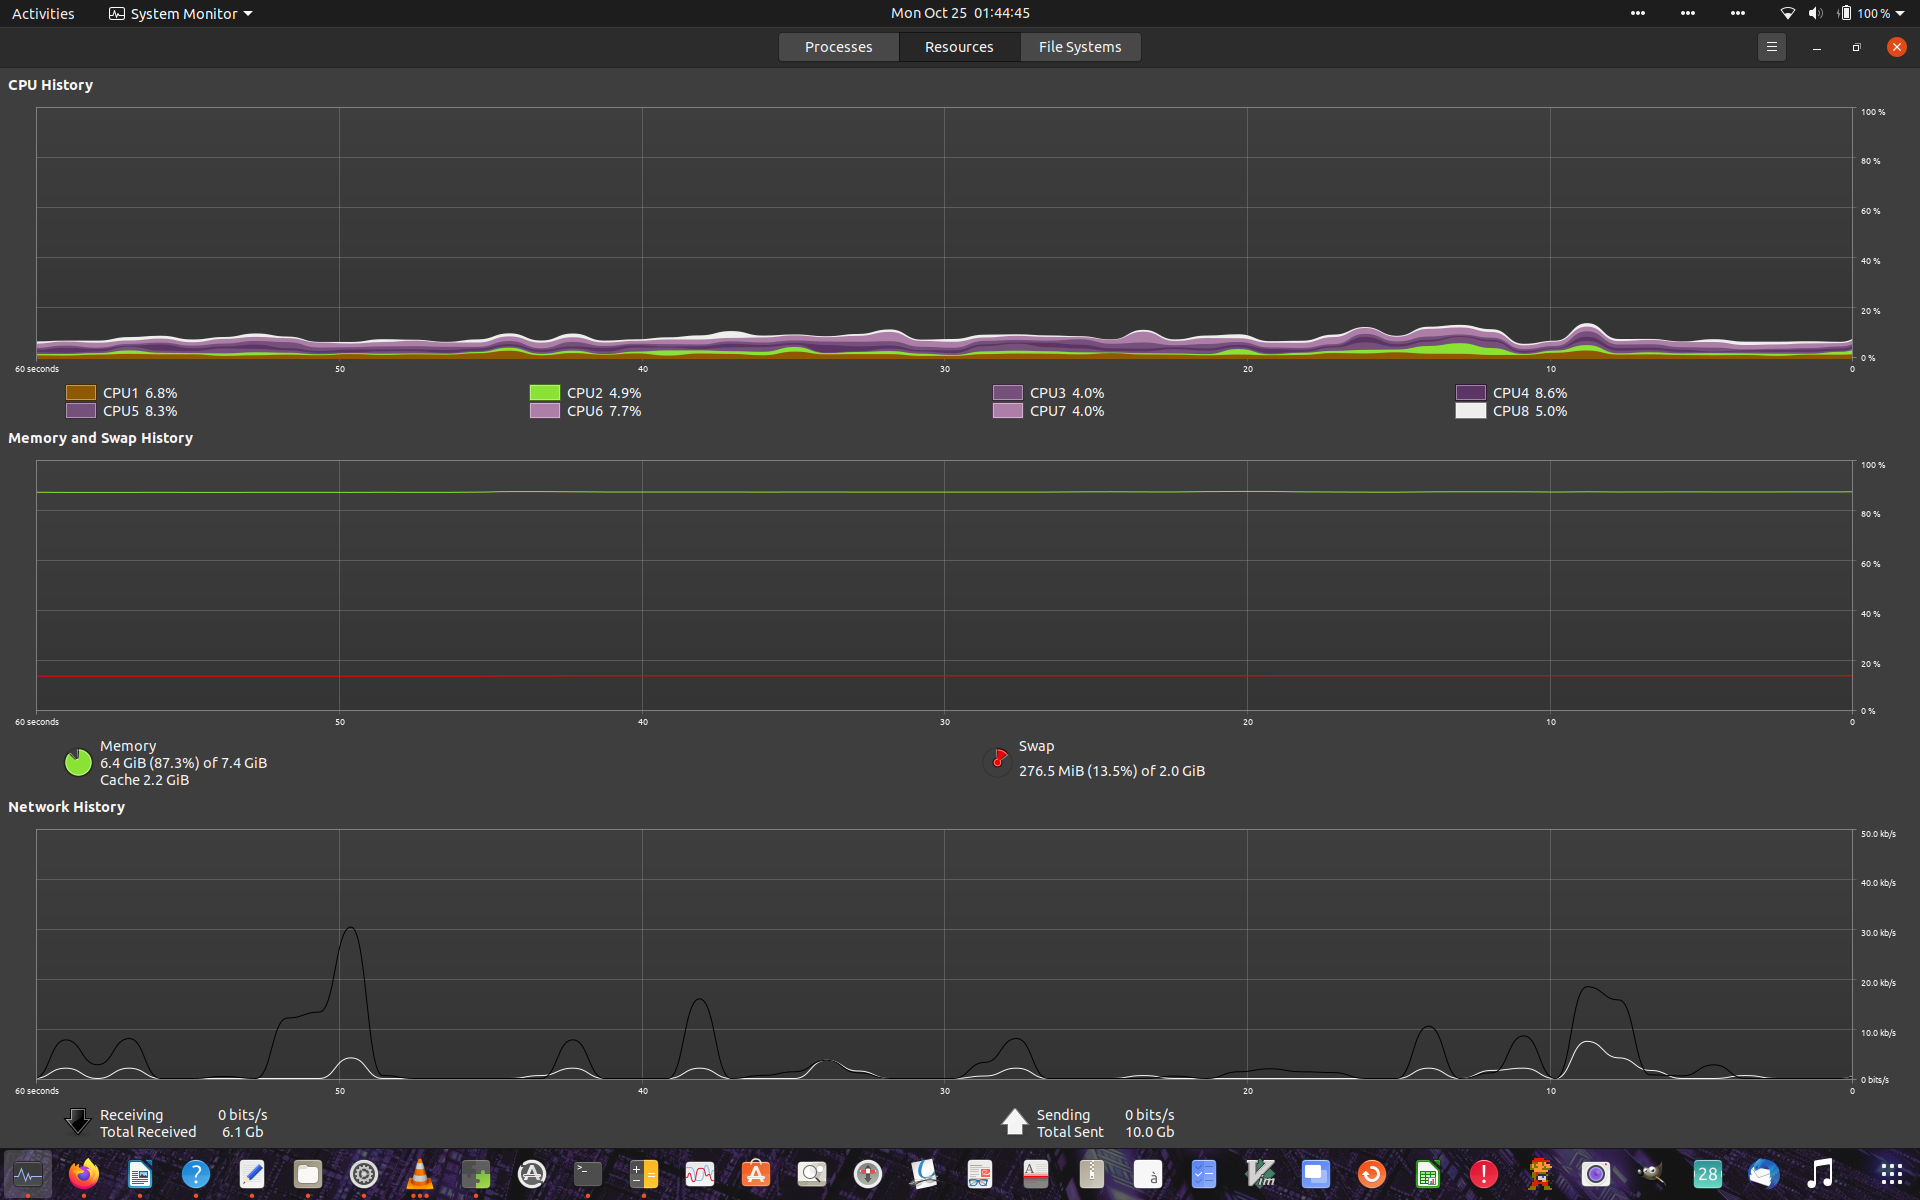 Activities System Monitor Mon Oct 25 01:44:45 100 %
Processes Resources File Systems
CPU History
100 %
80 %
60 %
40 %
20 %
0 %
60 seconds 50 40 30 20 10 0
CPU1 6.8% CPU2 4.9% CPU3 4.0% CPU4 8.6%
CPU5 8.3% CPU6 7.7% CPU7 4.0% CPU8 5.0%
Memory and Swap History
100 %
80 %
60 %
40 %
20 %
0 %
60 seconds 50 40 30 20 10 0
Memory
6.4 GiB (87.3%) of 7.4 GiB
Cache 2.2 GiB
Swap
276.5 MiB (13.5%) of 2.0 GiB
Network History
50.0 kb/s
40.0 kb/s
30.0 kb/s
20.0 kb/s
10.0 kb/s
0 bits/s
60 seconds 50 40 30 20 10 0
Receiving 0 bits/s
Total Received 6.1 Gb
Sending 0 bits/s
Total Sent 10.0 Gb
? >_ A à Vim ! 28